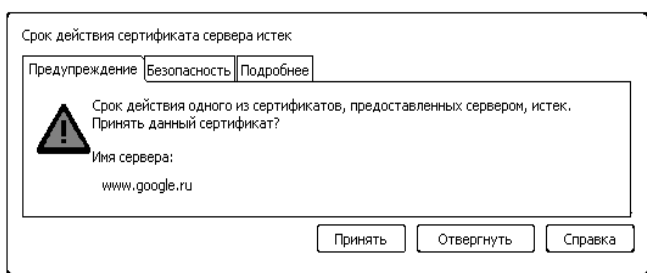 Срок действия сертификата сервера истек
Предупреждение Безопасность Подробнее
Срок действия одного из сертификатов, предоставленных сервером, истек.
Принять данный сертификат?
Имя сервера:
www.google.ru
Принять Отвергнуть Справка